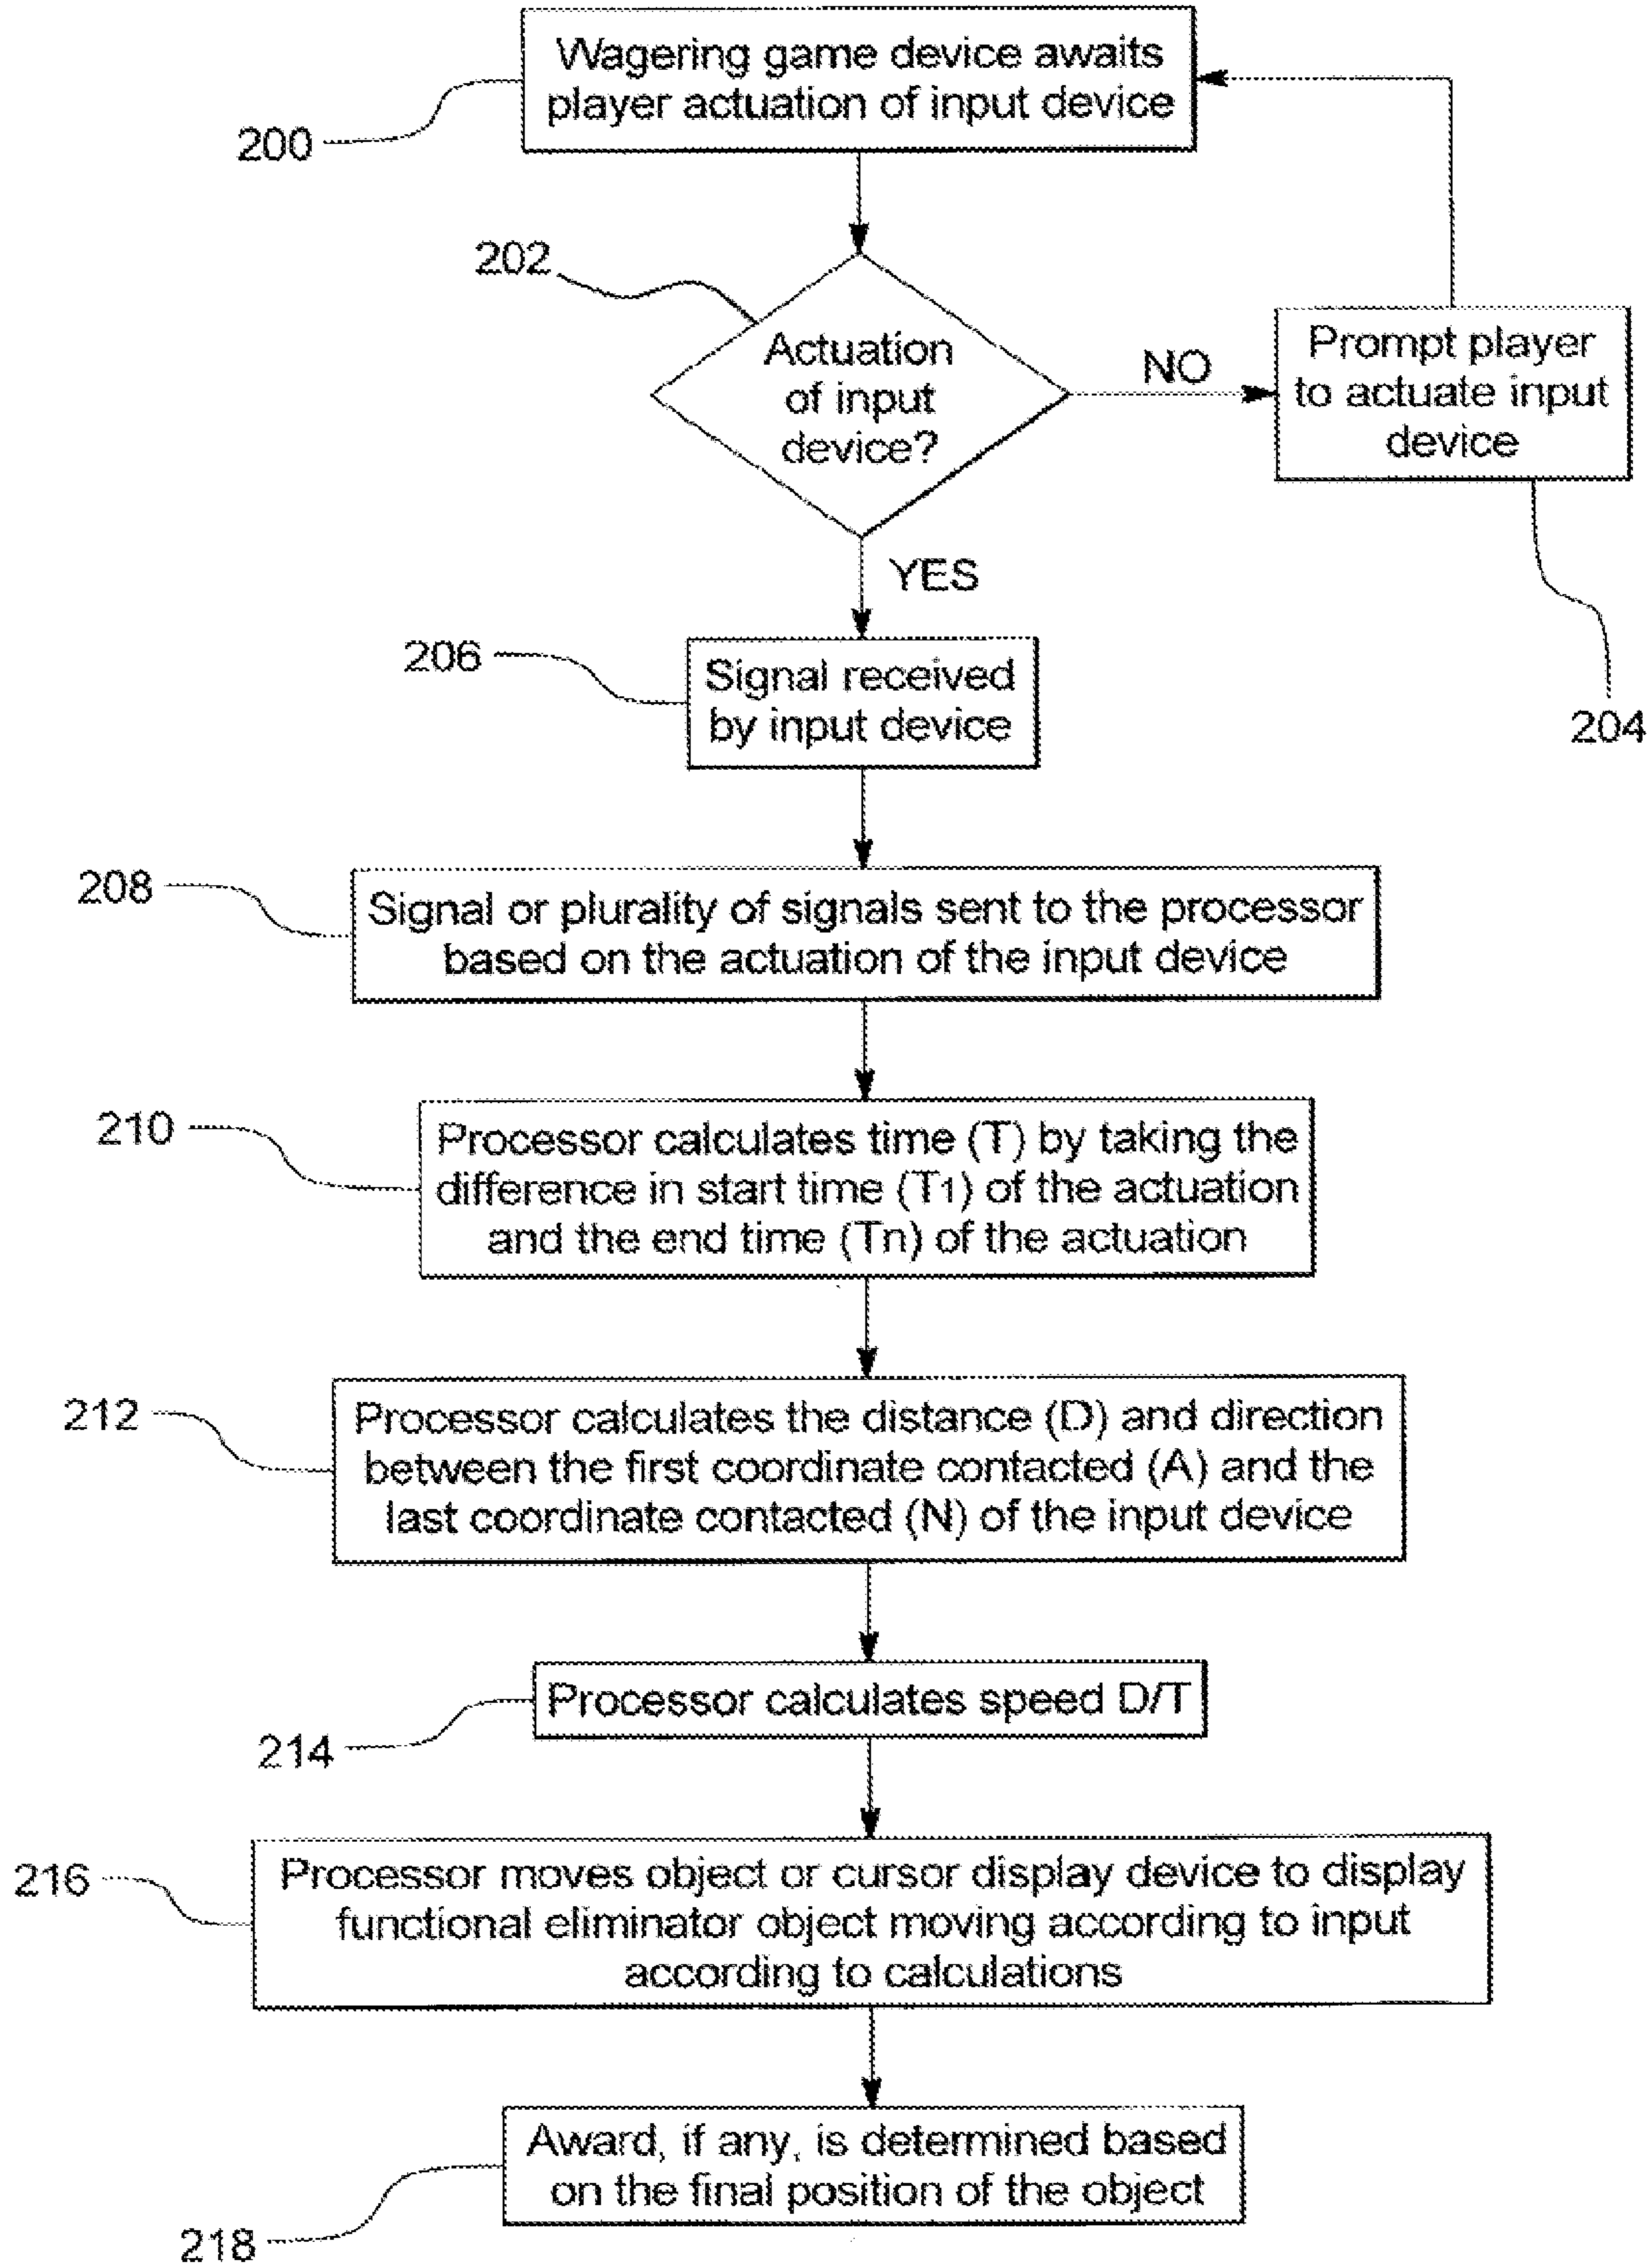 Wagering game device awaits
player actuation of input device
200
202
Actuation
of input
device?
NO
Prompt player
to actuate input
device
204
YES
206
Signal received
by input device
208
Signal or plurality of signals sent to the processor
based on the actuation of the input device
210
Processor calculates time (T) by taking the
difference in start time (T1) of the actuation
and the end time (Tn) of the actuation
212
Processor calculates the distance (D) and direction
between the first coordinate contacted (A) and the
last coordinate contacted (N) of the input device
214
Processor calculates speed D/T
216
Processor moves object or cursor display device to display
functional eliminator object moving according to input
according to calculations
Award, if any, is determined based
on the final position of the object
218